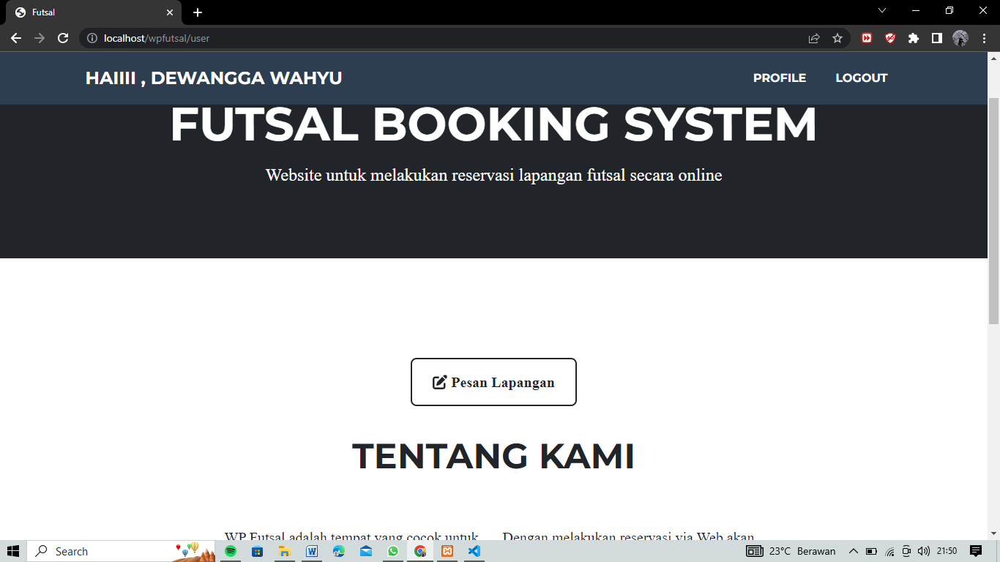 Futsal
localhost/wpfutsal/user
HAIIII , DEWANGGA WAHYU
PROFILE
LOGOUT
FUTSAL BOOKING SYSTEM
Website untuk melakukan reservasi lapangan futsal secara online
Pesan Lapangan
TENTANG KAMI
WP Futsal adalah tempat yang cocok untuk
Dengan melakukan reservasi via Web akan
Search
23°C Berawan
21:50